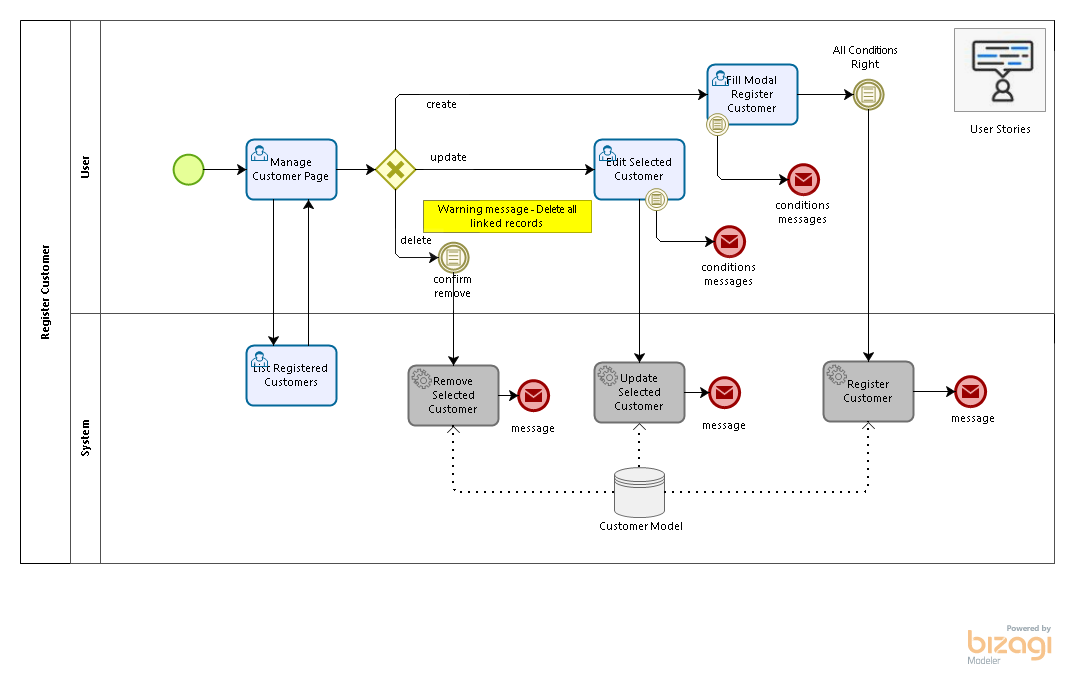 Register Customer
User
System
All Conditions
Right
Fill Modal
Register
Customer
create
User Stories
Manage
Customer Page
update
Edit Selected
Customer
conditions
messages
Warning message - Delete all
linked records
delete
confirm
remove
conditions
messages
List Registered
Customers
Remove
Selected
Customer
message
Update
Selected
Customer
message
Register
Customer
message
Customer Model
Powered by
bizagi
Modeler